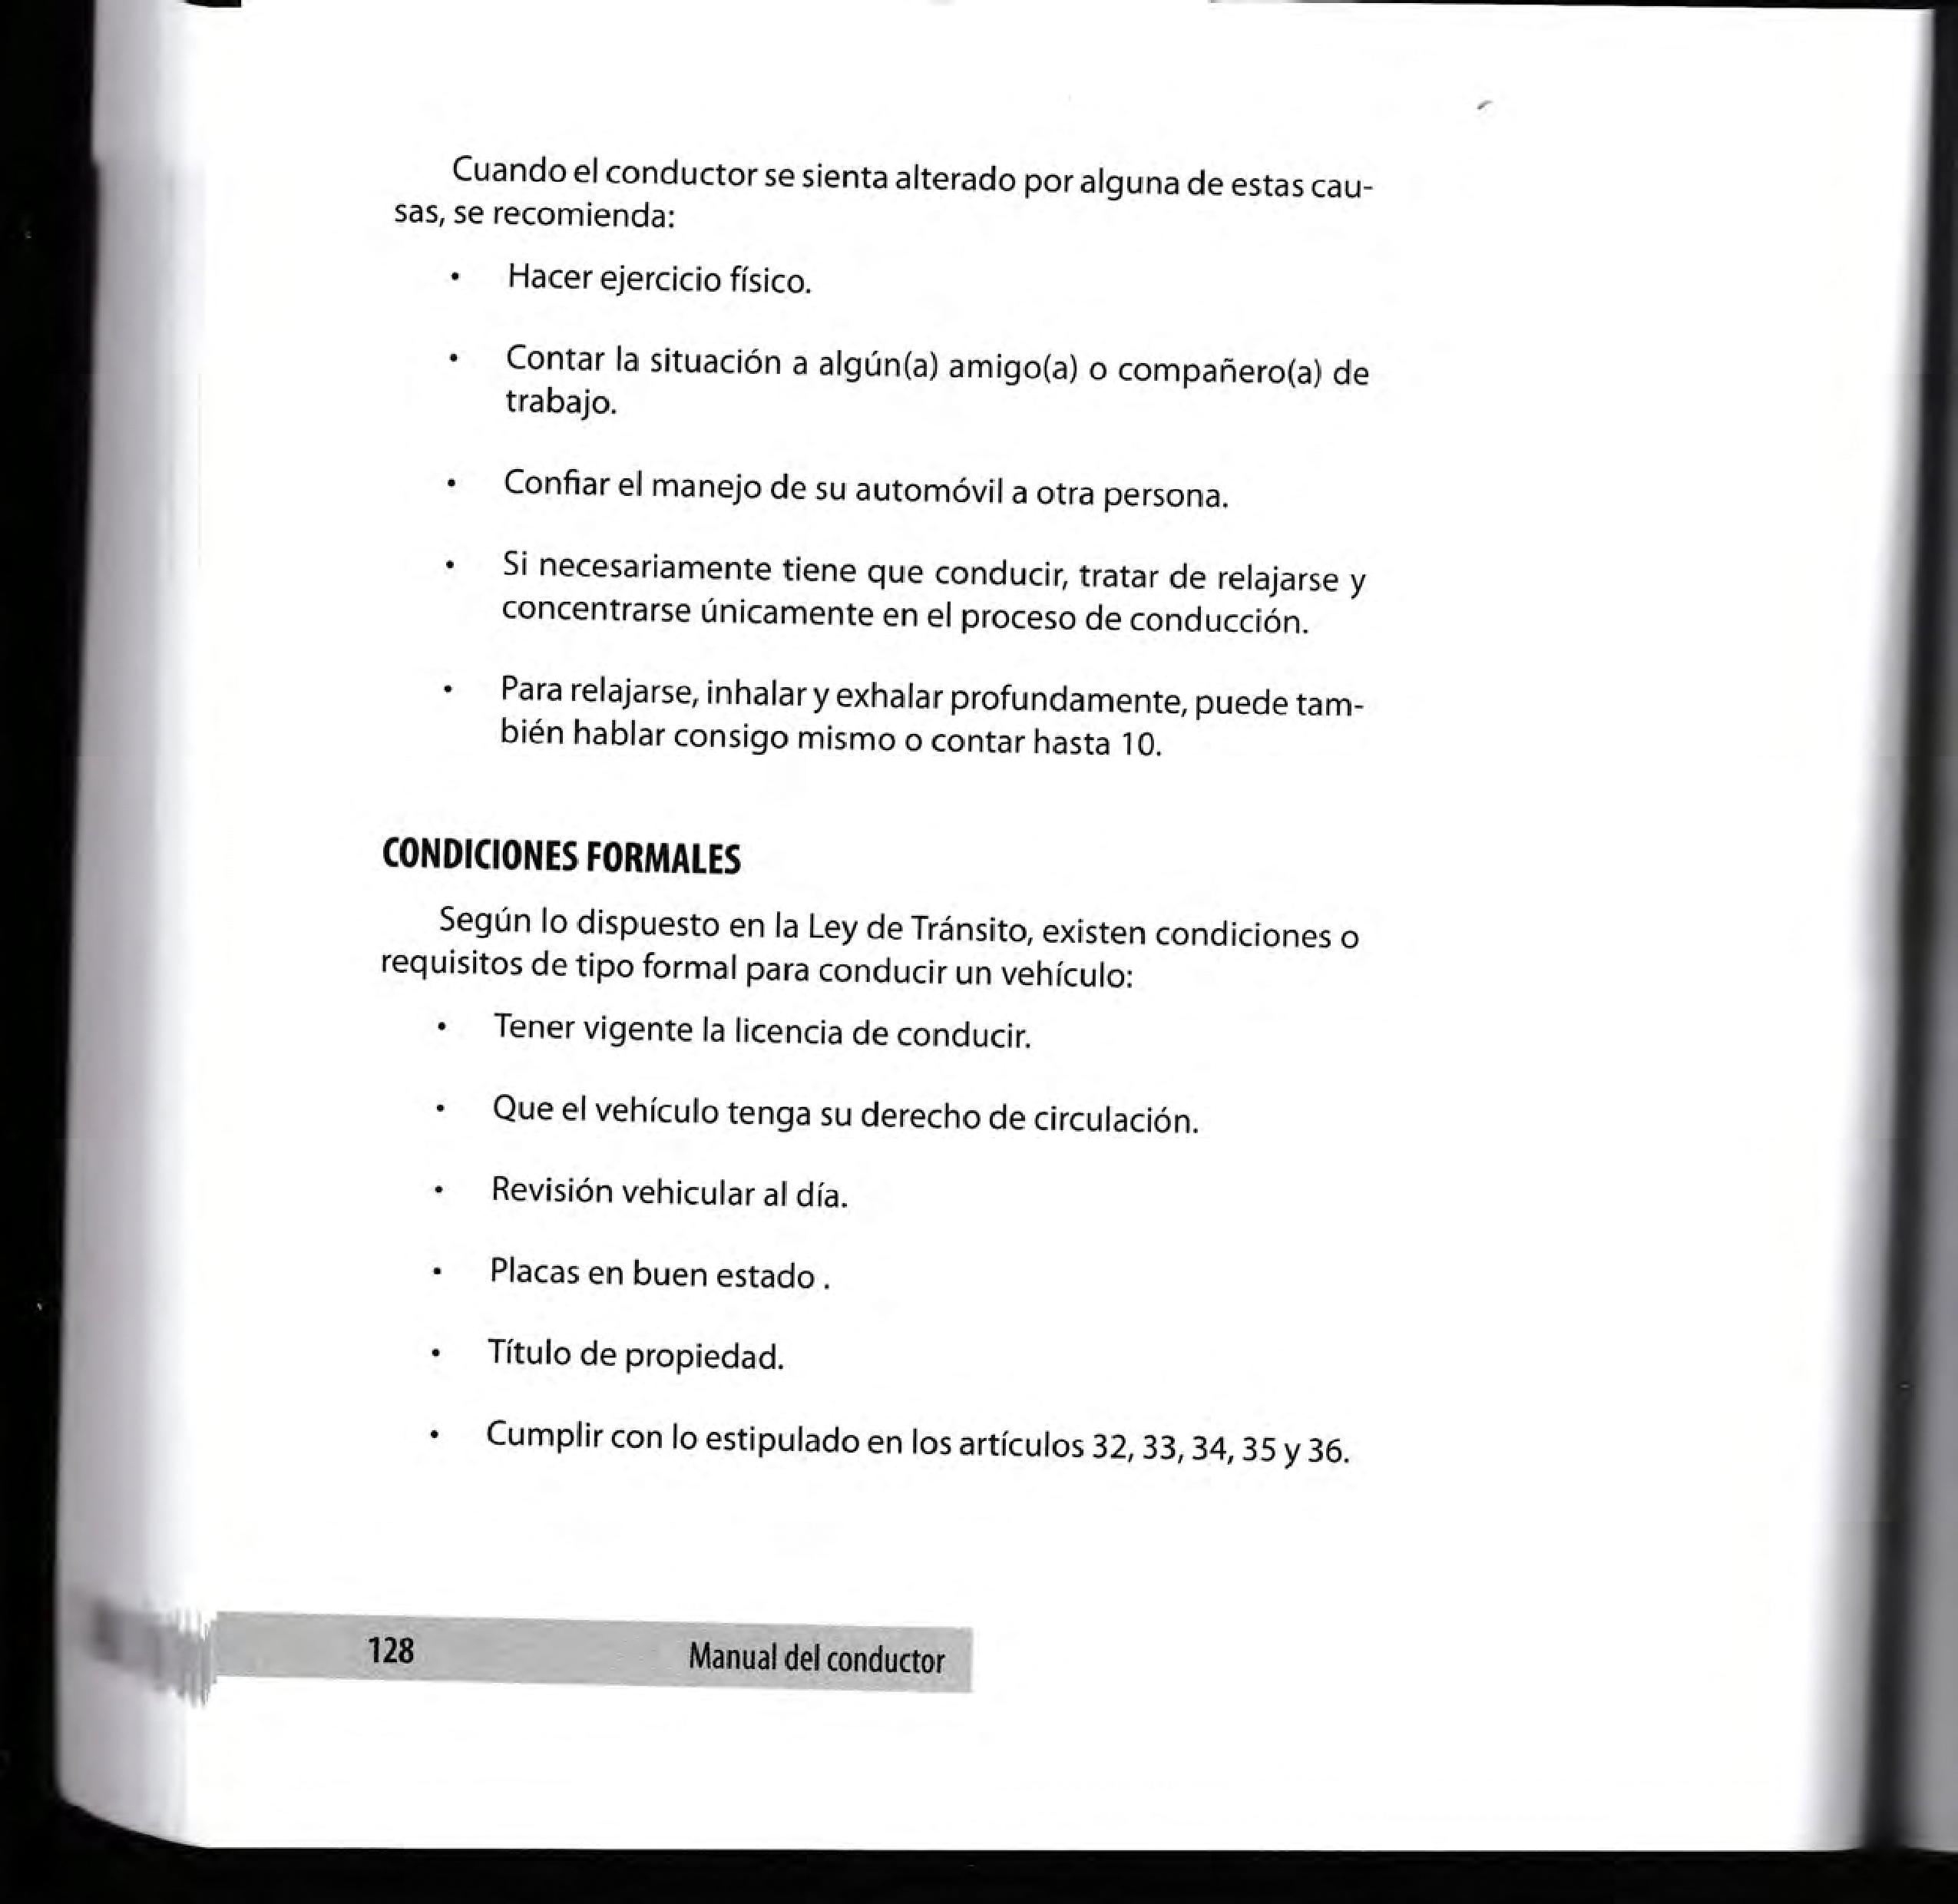 Cuando el conductor se sienta alterado por alguna de estas cau-
sas, se recomienda:
• Hacer ejercicio físico.
• Contar la situación a algún(a) amigo(a) o compañero(a) de
trabajo.
• Confiar el manejo de su automóvil a otra persona.
• Si necesariamente tiene que conducir, tratar de relajarse y
concentrarse únicamente en el proceso de conducción.
• Para relajarse, inhalar y exhalar profundamente, puede tam-
bién hablar consigo mismo o contar hasta 10.
CONDICIONES FORMALES
Según lo dispuesto en la Ley de Tránsito, existen condiciones o
requisitos de tipo formal para conducir un vehículo:
• Tener vigente la licencia de conducir.
• Que el vehículo tenga su derecho de circulación.
• Revisión vehicular al día.
• Placas en buen estado .
• Título de propiedad.
• Cumplir con lo estipulado en los artículos 32, 33, 34, 35 y 36.
128 Manual del conductor